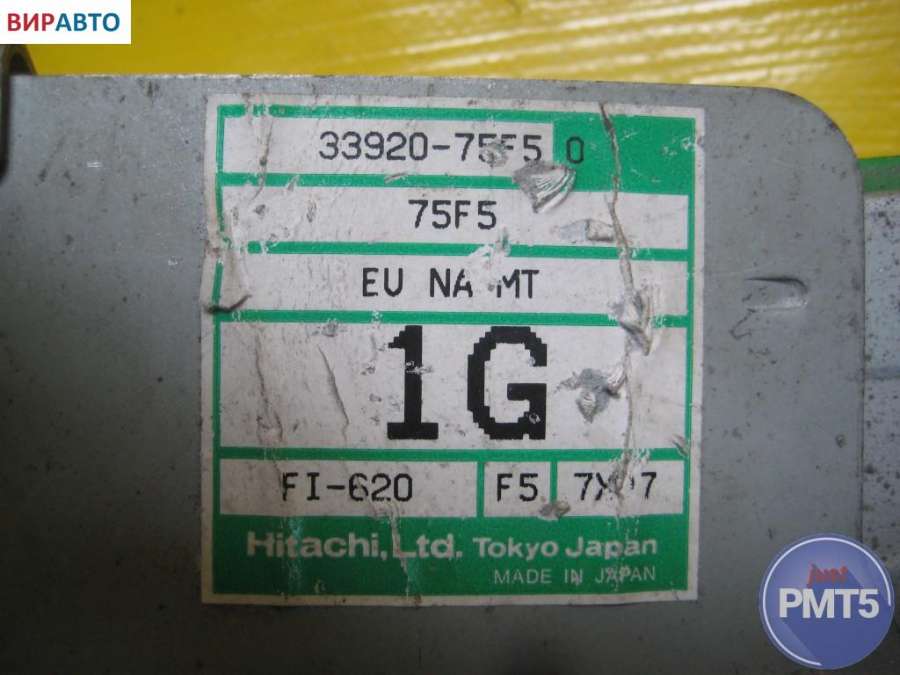 ВИРАВТО
33920-75F5 0
75F5
EU NA MT
1G
FI-620 F5
Hitachi, Ltd. Tokyo Japan
MADE IN JAPAN
just
PMT5